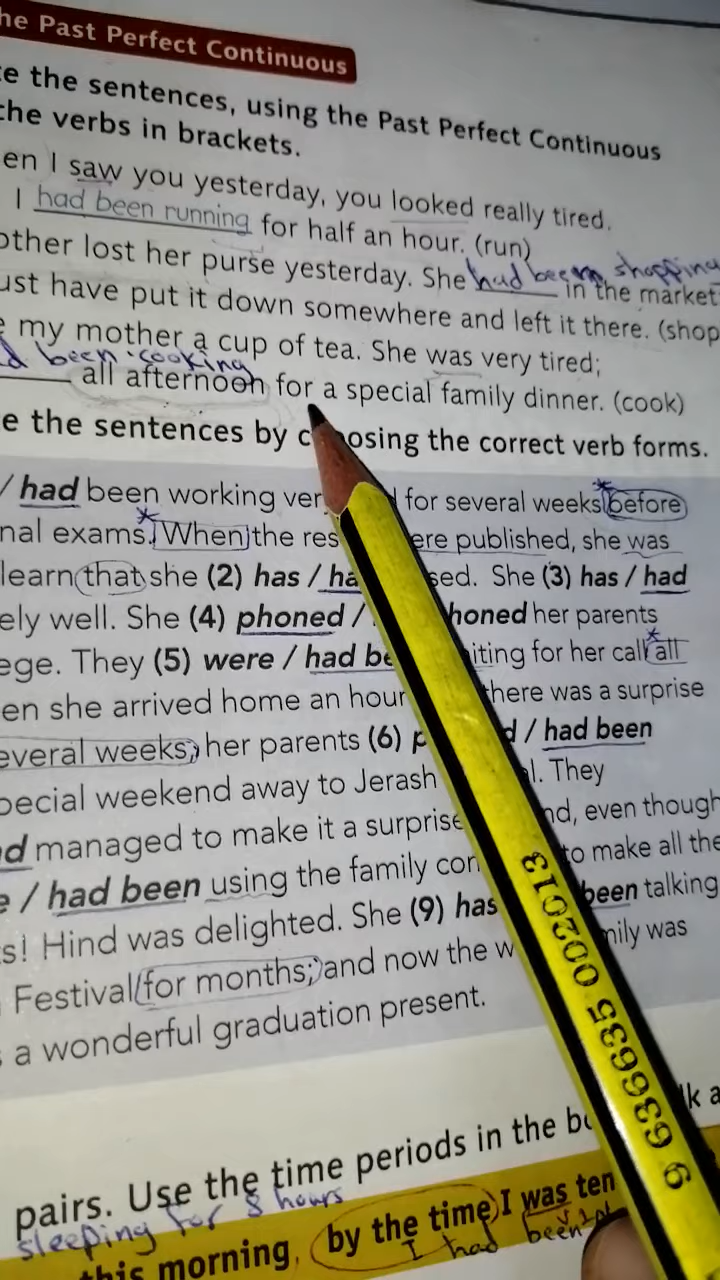 he Past Perfect Continuous
te the sentences, using the Past Perfect Continuous
the verbs in brackets.
en I saw you yesterday, you looked really tired.
I had been running for half an hour. (run)
other lost her purse yesterday. She had been shopping in the market
ust have put it down somewhere and left it there. (shop
e my mother a cup of tea. She was very tired;
d been cooking all afternoon for a special family dinner. (cook)
e the sentences by choosing the correct verb forms.
/ had been working ver for several weeks before
nal exams. When the res ere published, she was
learn that she (2) has / ha sed. She (3) has / had
ely well. She (4) phoned / honed her parents
ege. They (5) were / had be iting for her call all
en she arrived home an hour there was a surprise
everal weeks, her parents (6) p d / had been
pecial weekend away to Jerash l. They
d managed to make it a surprise nd, even though
e / had been using the family con to make all the
s! Hind was delighted. She (9) has been talking
Festival for months; and now the w mily was
s a wonderful graduation present.
lk a
pairs. Use the time periods in the bo
sleeping for 8 hours
this morning, by the time I was ten
I had been
9 636635 002013